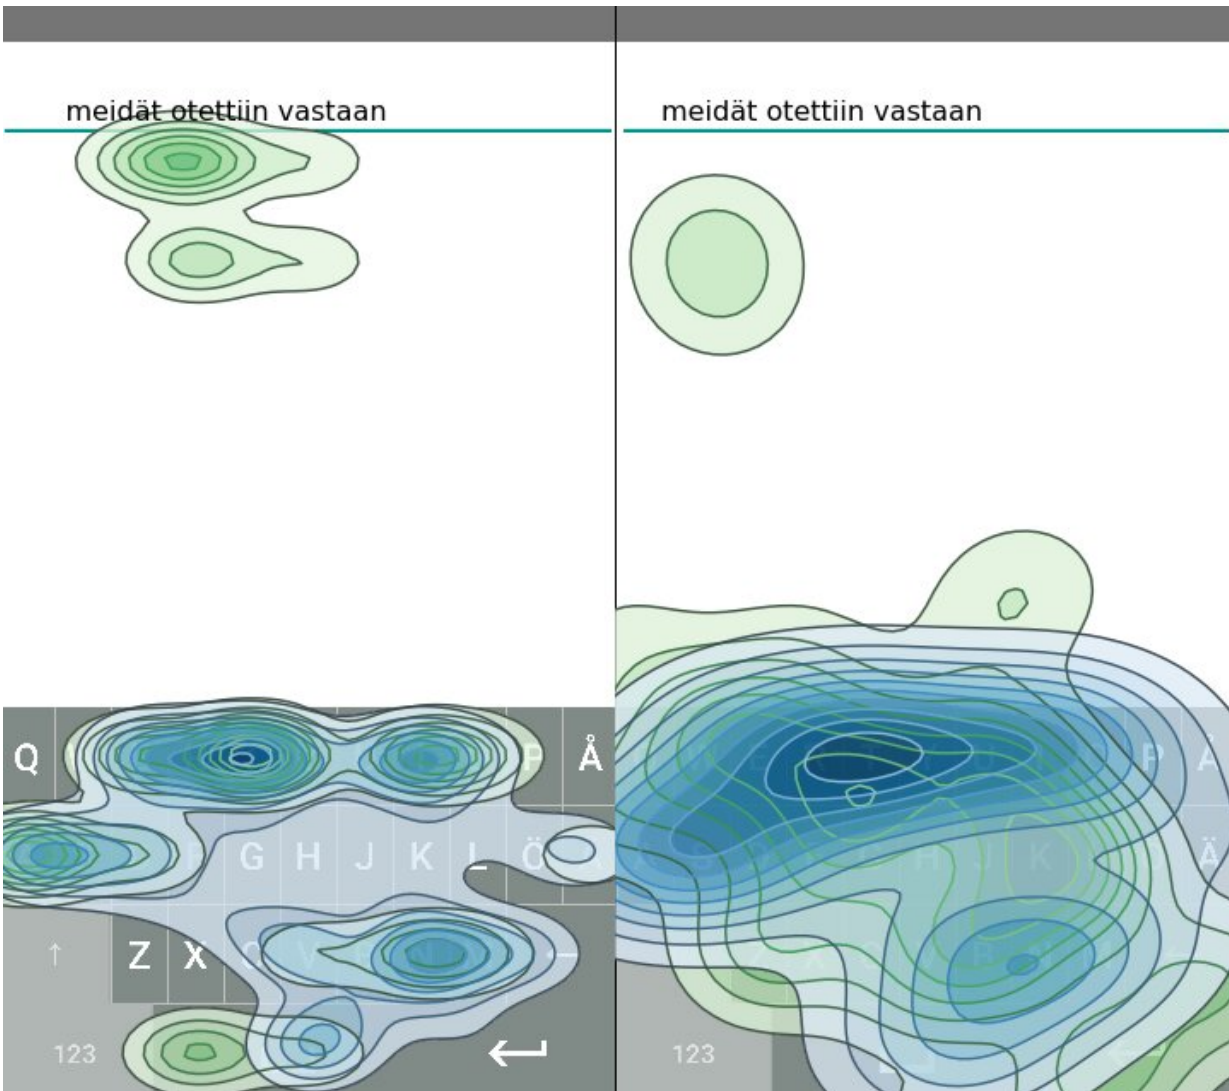 meidät otettiin vastaan
Q P Å
G H J K L Ö
↑ Z X C V N ←
123
meidät otettiin vastaan
W E P Å
S H J K Ä
Z X C B N M
123